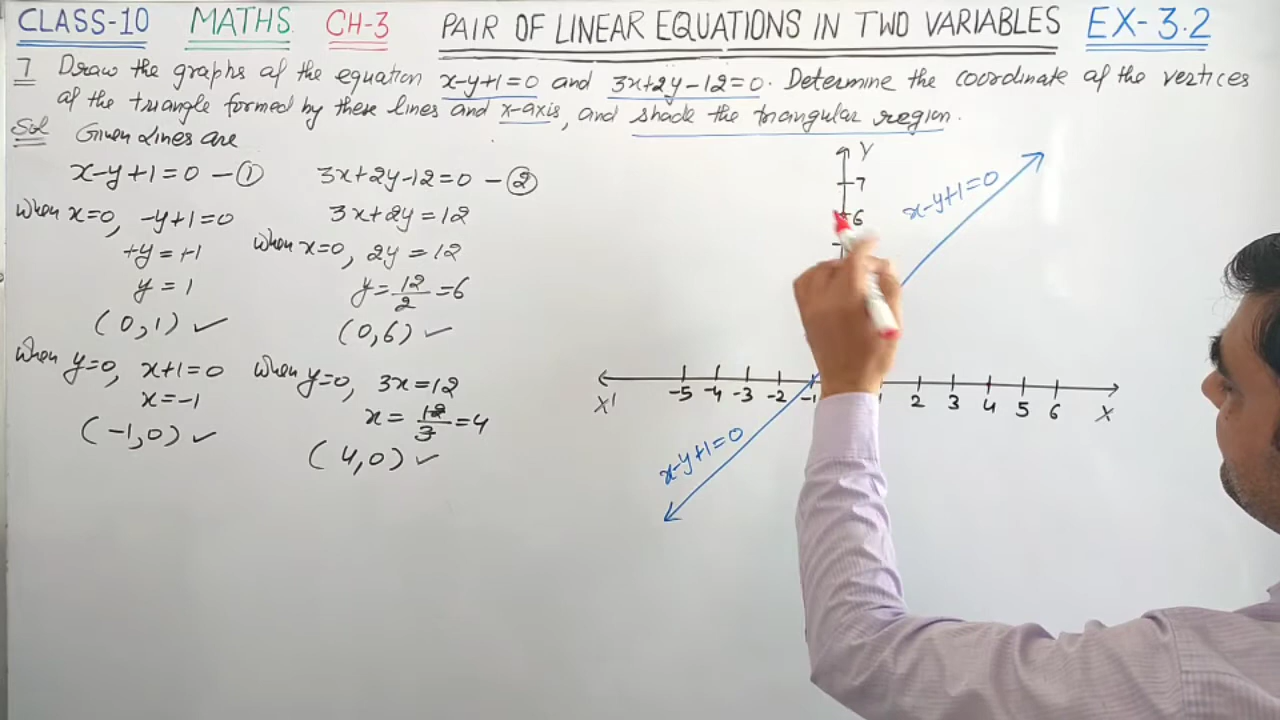 CLASS-10 MATHS CH-3 PAIR OF LINEAR EQUATIONS IN TWO VARIABLES EX-3.2
7 Draw the graphs of the equation x-y+1=0 and 3x+2y-12=0. Determine the coordinate of the vertices
of the triangle formed by these lines and x-axis, and shade the triangular region.
Sol Given Lines are
x-y+1=0 -①
when x=0, -y+1=0
+y=+1
y=1
(0,1) ✓
when y=0, x+1=0
x=-1
(-1,0) ✓
3x+2y-12=0 -②
3x+2y=12
when x=0, 2y=12
y=12/2=6
(0,6) ✓
when y=0, 3x=12
x=12/3=4
(4,0) ✓
Y
7
6
x-y+1=0
-5 -4 -3 -2 -1 2 3 4 5 6
X' X
x-y+1=0